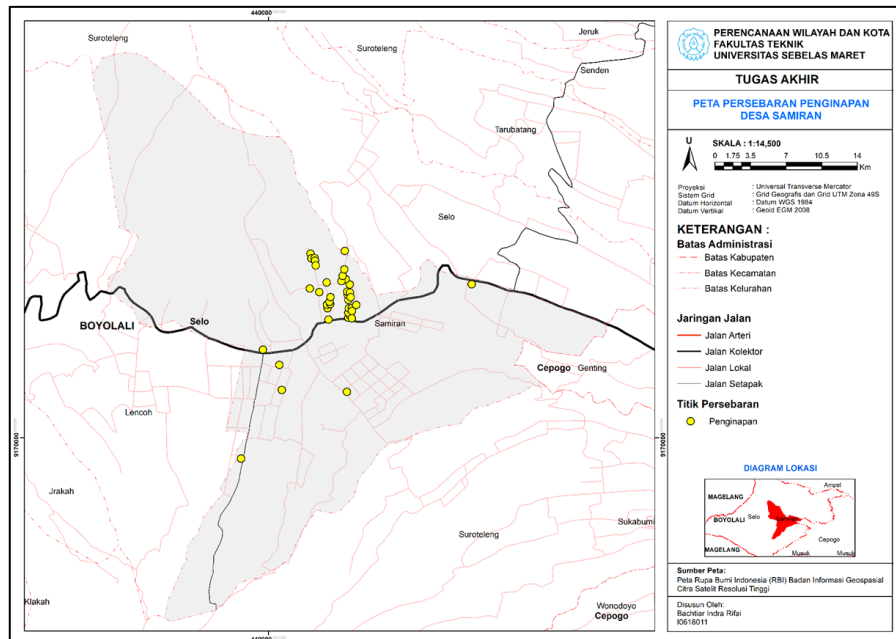 440000
Suroteleng
Suroteleng
Jeruk
Senden
Tarubatang
Selo
BOYOLALI
Selo
Samiran
Cepogo
Genting
Lencoh
9170000
9170000
Jrakah
Suroteleng
Sukabumi
Klakah
Wonodoyo
Cepogo
440000
PERENCANAAN WILAYAH DAN KOTA
FAKULTAS TEKNIK
UNIVERSITAS SEBELAS MARET
TUGAS AKHIR
PETA PERSEBARAN PENGINAPAN
DESA SAMIRAN
U
SKALA : 1:14,500
0 1.75 3.5 7 10.5 14
Km
Proyeksi : Universal Transverse Mercator
Sistem Grid : Grid Geografis dan Grid UTM Zona 49S
Datum Horizontal : Datum WGS 1984
Datum Vertikal : Geoid EGM 2008
KETERANGAN :
Batas Administrasi
Batas Kabupaten
Batas Kecamatan
Batas Kelurahan
Jaringan Jalan
Jalan Arteri
Jalan Kolektor
Jalan Lokal
Jalan Setapak
Titik Persebaran
Penginapan
DIAGRAM LOKASI
MAGELANG
Ampel
BOYOLALI
Selo
Samiran
Cepogo
MAGELANG
Musuk
Musuk
Sumber Peta:
Peta Rupa Bumi Indonesia (RBI) Badan Informasi Geospasial
Citra Satelit Resolusi Tinggi
Disusun Oleh:
Bachtiar Indra Rifai
I0618011